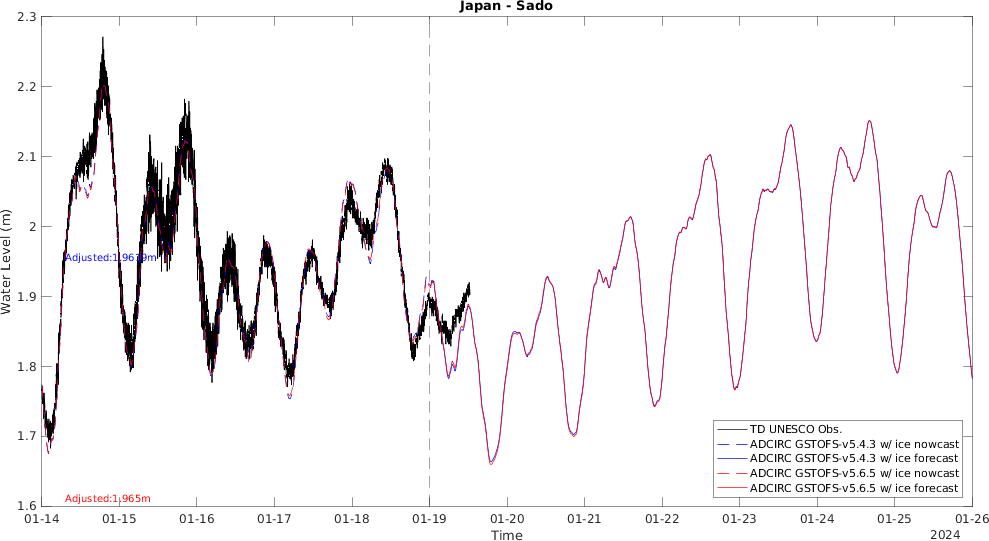 Japan - Sado
2.3
2.2
2.1
2
1.9
1.8
1.7
1.6
Water Level (m)
Adjusted:1.9679m
Adjusted:1.965m
TD UNESCO Obs.
ADCIRC GSTOFS-v5.4.3 w/ ice nowcast
ADCIRC GSTOFS-v5.4.3 w/ ice forecast
ADCIRC GSTOFS-v5.6.5 w/ ice nowcast
ADCIRC GSTOFS-v5.6.5 w/ ice forecast
01-14 01-15 01-16 01-17 01-18 01-19 01-20 01-21 01-22 01-23 01-24 01-25 01-26
Time
2024